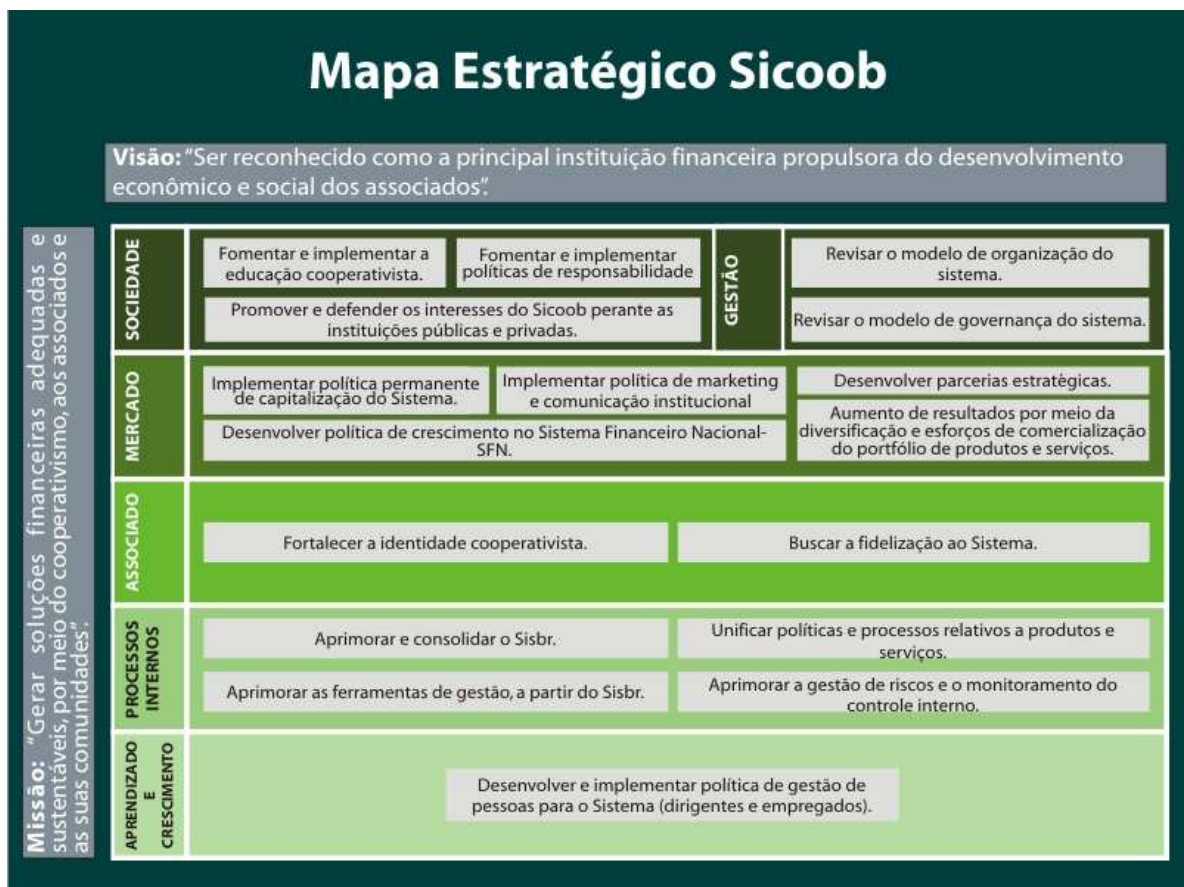 Mapa Estratégico Sicoob
Visão: "Ser reconhecido como a principal instituição financeira propulsora do desenvolvimento
econômico e social dos associados".
Missão: "Gerar soluções financeiras adequadas e
sustentáveis, por meio do cooperativismo, aos associados e
as suas comunidades".
SOCIEDADE
Fomentar e implementar a
educação cooperativista.
Fomentar e implementar
políticas de responsabilidade
Promover e defender os interesses do Sicoob perante as
instituições públicas e privadas.
GESTÃO
Revisar o modelo de organização do
sistema.
Revisar o modelo de governança do sistema.
MERCADO
Implementar política permanente
de capitalização do Sistema.
Implementar política de marketing
e comunicação institucional
Desenvolver política de crescimento no Sistema Financeiro Nacional-
SFN.
Desenvolver parcerias estratégicas.
Aumento de resultados por meio da
diversificação e esforços de comercialização
do portfólio de produtos e serviços.
ASSOCIADO
Fortalecer a identidade cooperativista.
Buscar a fidelização ao Sistema.
PROCESSOS
INTERNOS
Aprimorar e consolidar o Sisbr.
Unificar políticas e processos relativos a produtos e
serviços.
Aprimorar as ferramentas de gestão, a partir do Sisbr.
Aprimorar a gestão de riscos e o monitoramento do
controle interno.
APRENDIZADO
E
CRESCIMENTO
Desenvolver e implementar política de gestão de
pessoas para o Sistema (dirigentes e empregados).